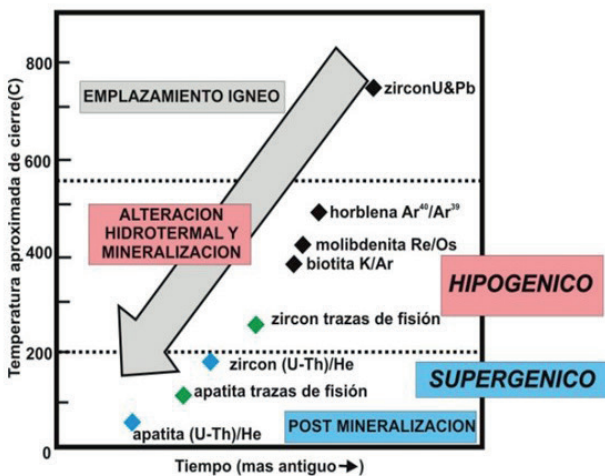 Temperatura aproximada de cierre(C)
800
600
400
200
0
EMPLAZAMIENTO IGNEO
zirconU&Pb
ALTERACION
HIDROTERMAL Y
MINERALIZACION
horblena Ar⁴⁰/Ar³⁹
molibdenita Re/Os
biotita K/Ar
HIPOGENICO
zircon trazas de fisión
zircon (U-Th)/He
SUPERGENICO
apatita trazas de fisión
POST MINERALIZACION
apatita (U-Th)/He
Tiempo (mas antiguo→)